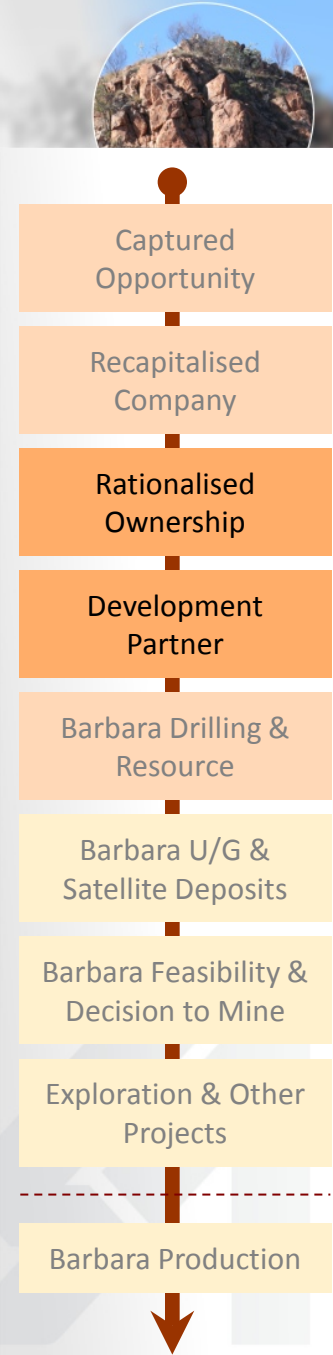 Captured
Opportunity
Recapitalised
Company
Rationalised
Ownership
Development
Partner
Barbara Drilling &
Resource
Barbara U/G &
Satellite Deposits
Barbara Feasibility &
Decision to Mine
Exploration & Other
Projects
Barbara Production